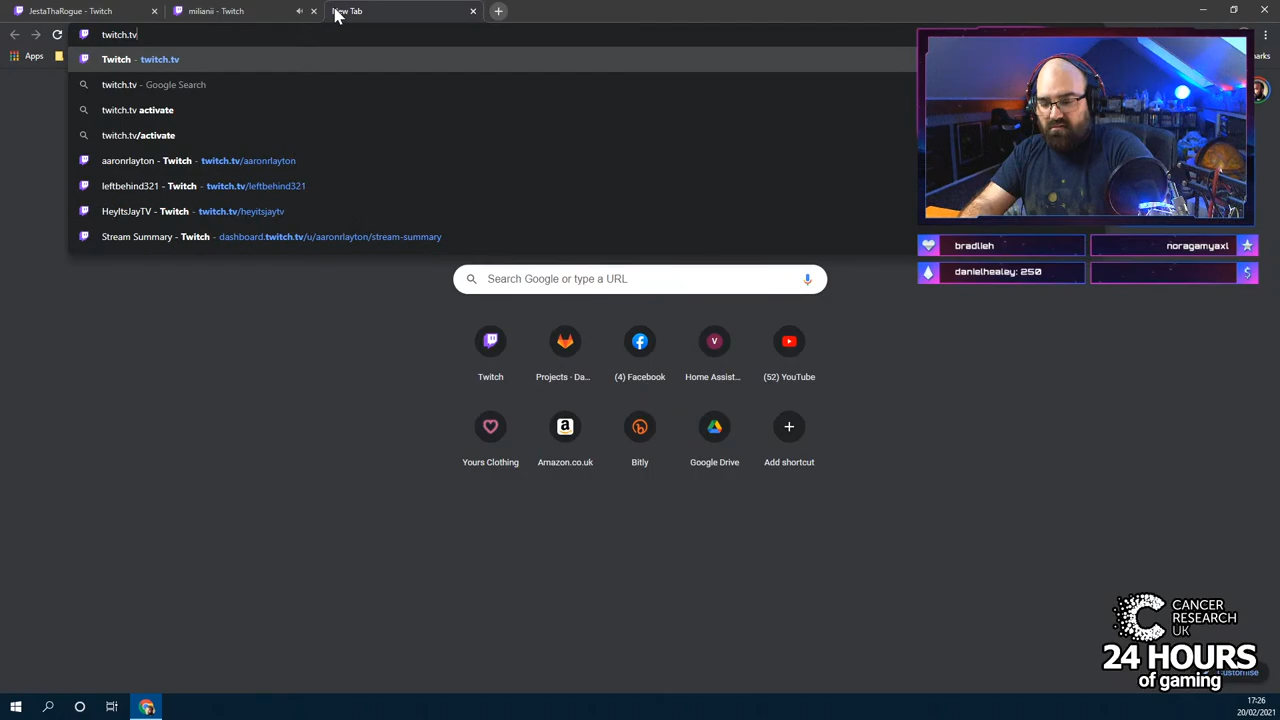 JestaThaRogue - Twitch
milianii - Twitch
New Tab
twitch.tv
Apps
Twitch - twitch.tv
twitch.tv - Google Search
twitch.tv activate
twitch.tv/activate
aaronrlayton - Twitch - twitch.tv/aaronrlayton
leftbehind321 - Twitch - twitch.tv/leftbehind321
HeyItsJayTV - Twitch - twitch.tv/heyitsjaytv
Stream Summary - Twitch - dashboard.twitch.tv/u/aaronrlayton/stream-summary
bradlieh
noragamyaxl
danielhealey: 250
Search Google or type a URL
Twitch
Projects · Da...
(4) Facebook
Home Assist...
(52) YouTube
Yours Clothing
Amazon.co.uk
Bitly
Google Drive
Add shortcut
CANCER
RESEARCH
UK
24 HOURS
of gaming
Customise
17:26
20/02/2021